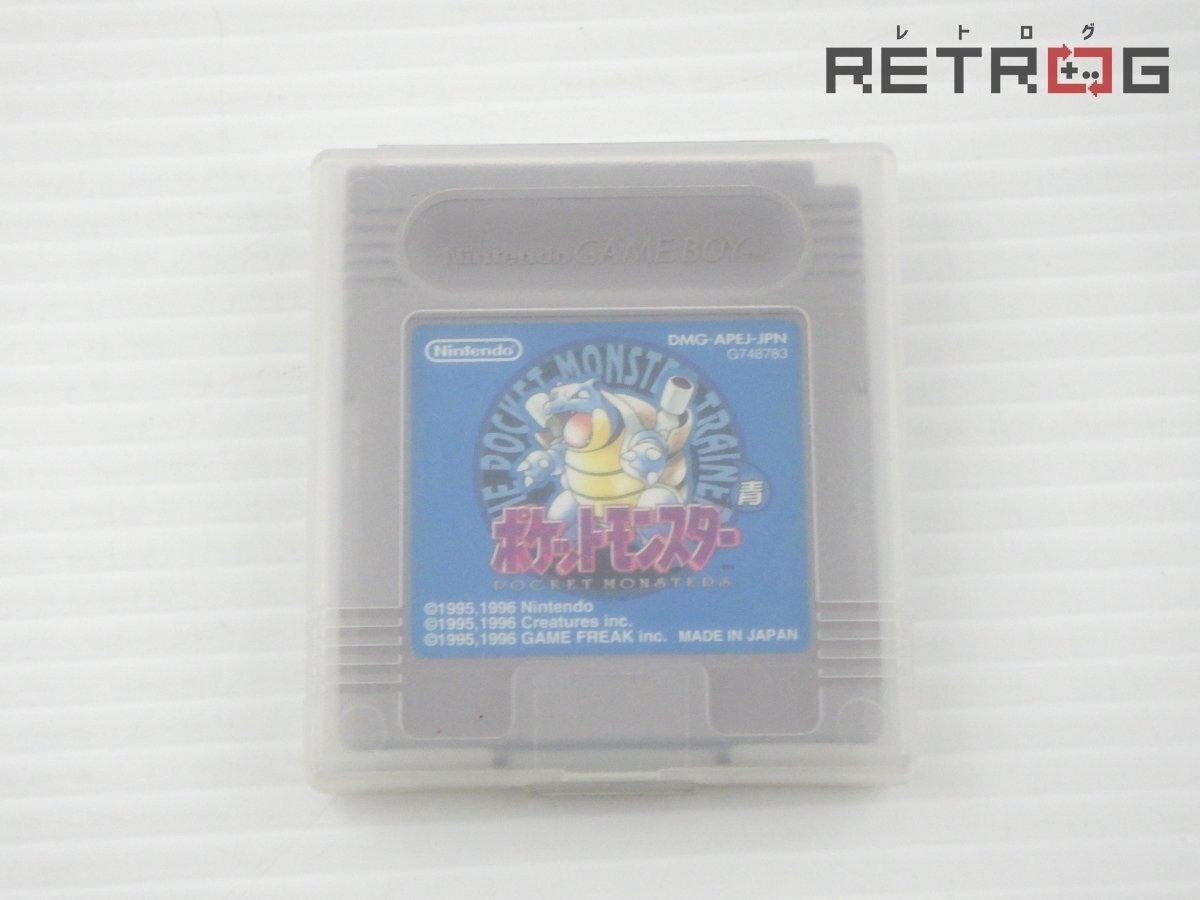 レトログ
RETROG
Nintendo GAME BOY
Nintendo
DMG-APEJ-JPN
G748783
THE POCKET MONSTER TRAINER
青
ポケットモンスター
POCKET MONSTERS
©1995,1996 Nintendo
©1995,1996 Creatures inc.
©1995,1996 GAME FREAK inc. MADE IN JAPAN